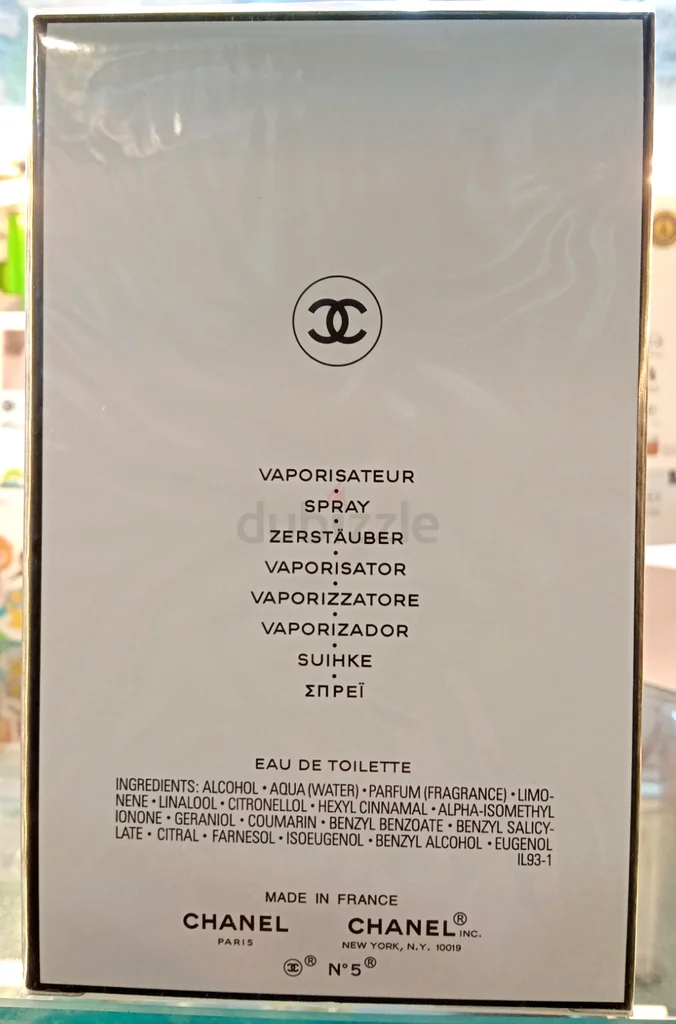 VAPORISATEUR
SPRAY
dubizzle
ZERSTÄUBER
VAPORISATOR
VAPORIZZATORE
VAPORIZADOR
SUIHKE
ΣΠΡΕΪ
EAU DE TOILETTE
INGREDIENTS: ALCOHOL • AQUA (WATER) • PARFUM (FRAGRANCE) • LIMO-
NENE • LINALOOL • CITRONELLOL • HEXYL CINNAMAL • ALPHA-ISOMETHYL
IONONE • GERANIOL • COUMARIN • BENZYL BENZOATE • BENZYL SALICY-
LATE • CITRAL • FARNESOL • ISOEUGENOL • BENZYL ALCOHOL • EUGENOL
IL93-1
MADE IN FRANCE
CHANEL CHANEL® INC.
PARIS NEW YORK, N.Y. 10019
® N°5®